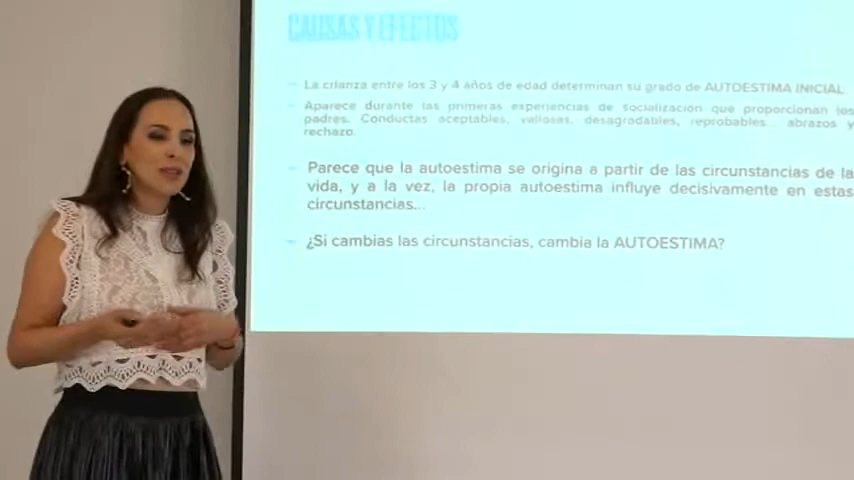 CAUSAS Y EFECTOS
– La crianza entre los 3 y 4 años de edad determinan su grado de AUTOESTIMA INICIAL
– Aparece durante las primeras experiencias de socialización que proporcionan los
padres. Conductas aceptables, valiosas, desagradables, reprobables... abrazos y
rechazo.
– Parece que la autoestima se origina a partir de las circunstancias de la
vida, y a la vez, la propia autoestima influye decisivamente en estas
circunstancias...
– ¿Si cambias las circunstancias, cambia la AUTOESTIMA?